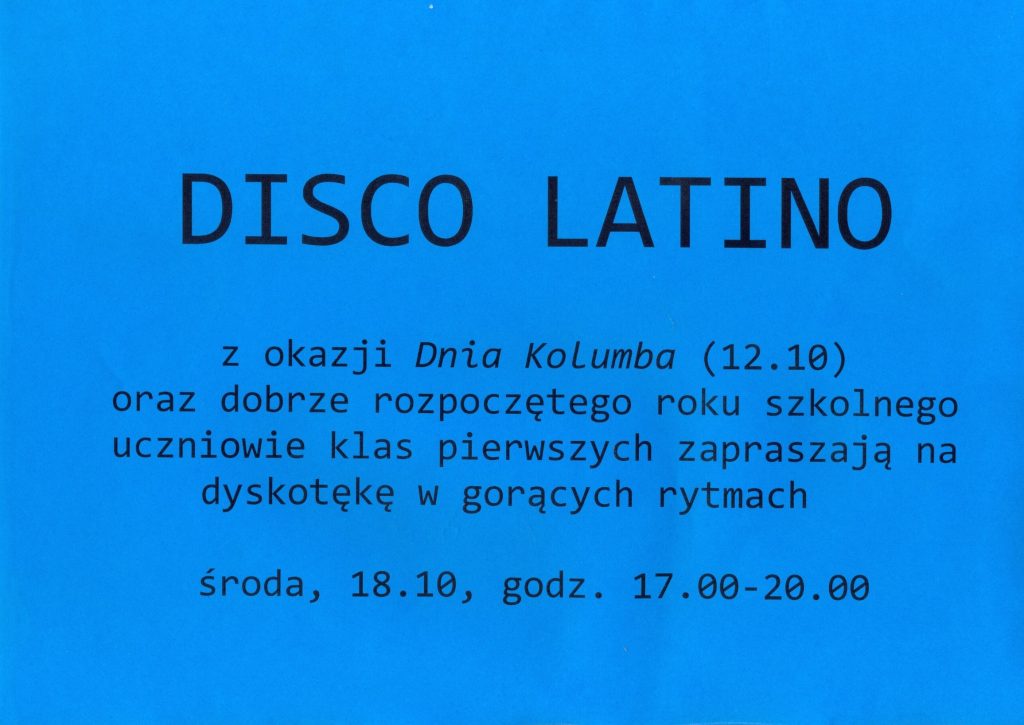 DISCO LATINO
z okazji Dnia Kolumba (12.10)
oraz dobrze rozpoczętego roku szkolnego
uczniowie klas pierwszych zapraszają na
dyskotękę w gorących rytmach
środa, 18.10, godz. 17.00-20.00